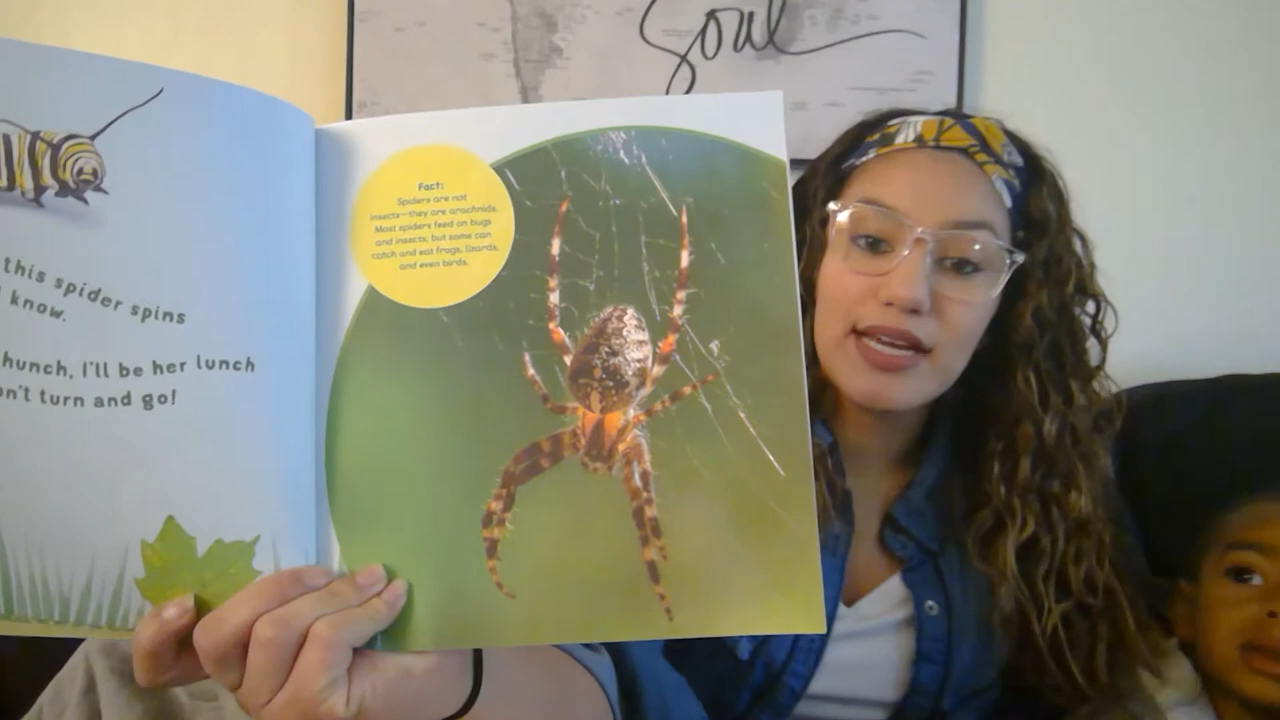 Soul
this spider spins
know.
hunch, I'll be her lunch
turn and go!
Fact:
Spiders are not
insects—they are arachnids.
Most spiders feed on bugs
and insects, but some can
catch and eat frogs, lizards,
and even birds.